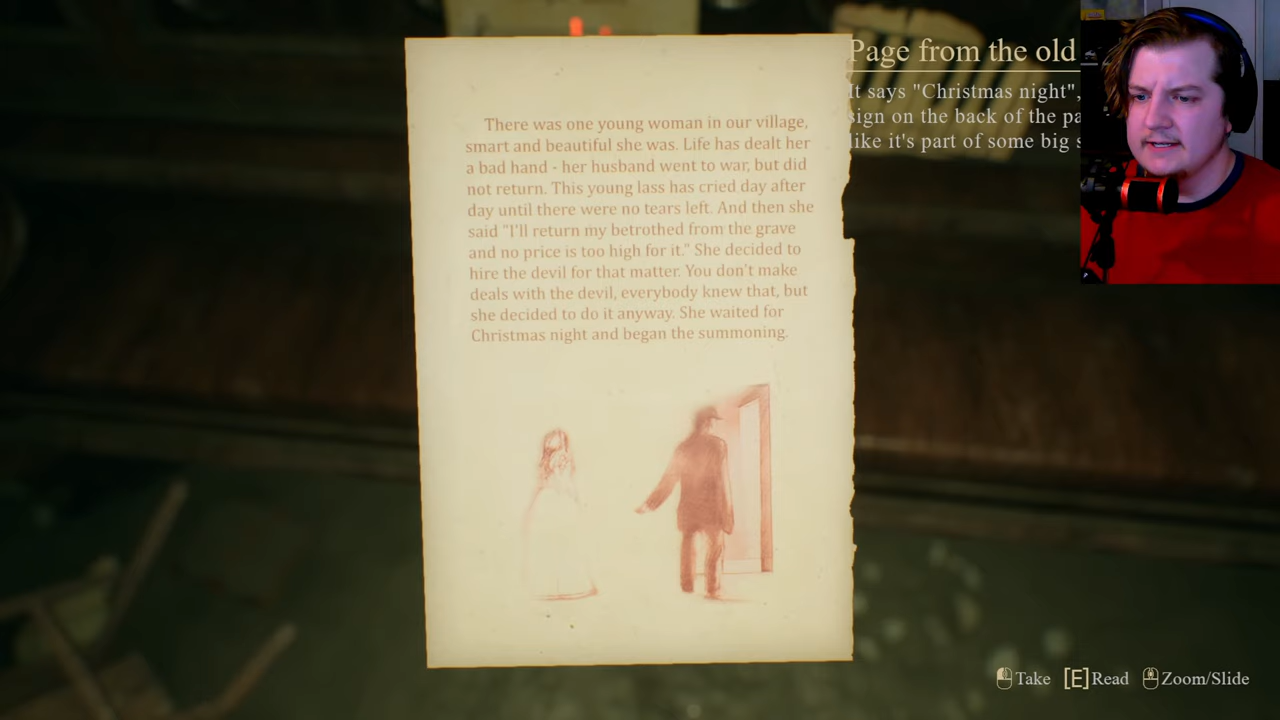 There was one young woman in our village,
smart and beautiful she was. Life has dealt her
a bad hand - her husband went to war, but did
not return. This young lass has cried day after
day until there were no tears left. And then she
said "I'll return my betrothed from the grave
and no price is too high for it." She decided to
hire the devil for that matter. You don't make
deals with the devil, everybody knew that, but
she decided to do it anyway. She waited for
Christmas night and began the summoning.
Page from the old
It says "Christmas night",
sign on the back of the pa
like it's part of some big s
Take [E] Read Zoom/Slide